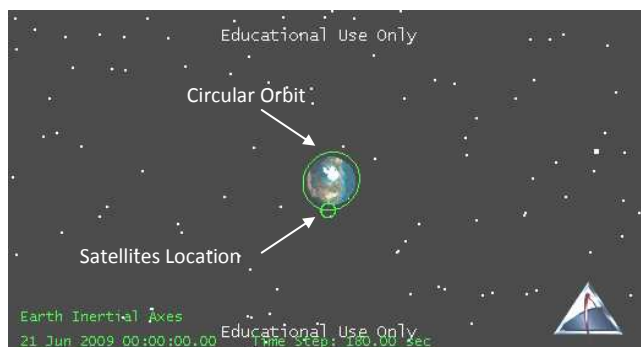 Educational Use Only
Circular Orbit
Satellites Location
Earth Inertial Axes
Educational Use Only
21 Jun 2009 00:00:00.00 Time Step: 180.00 sec